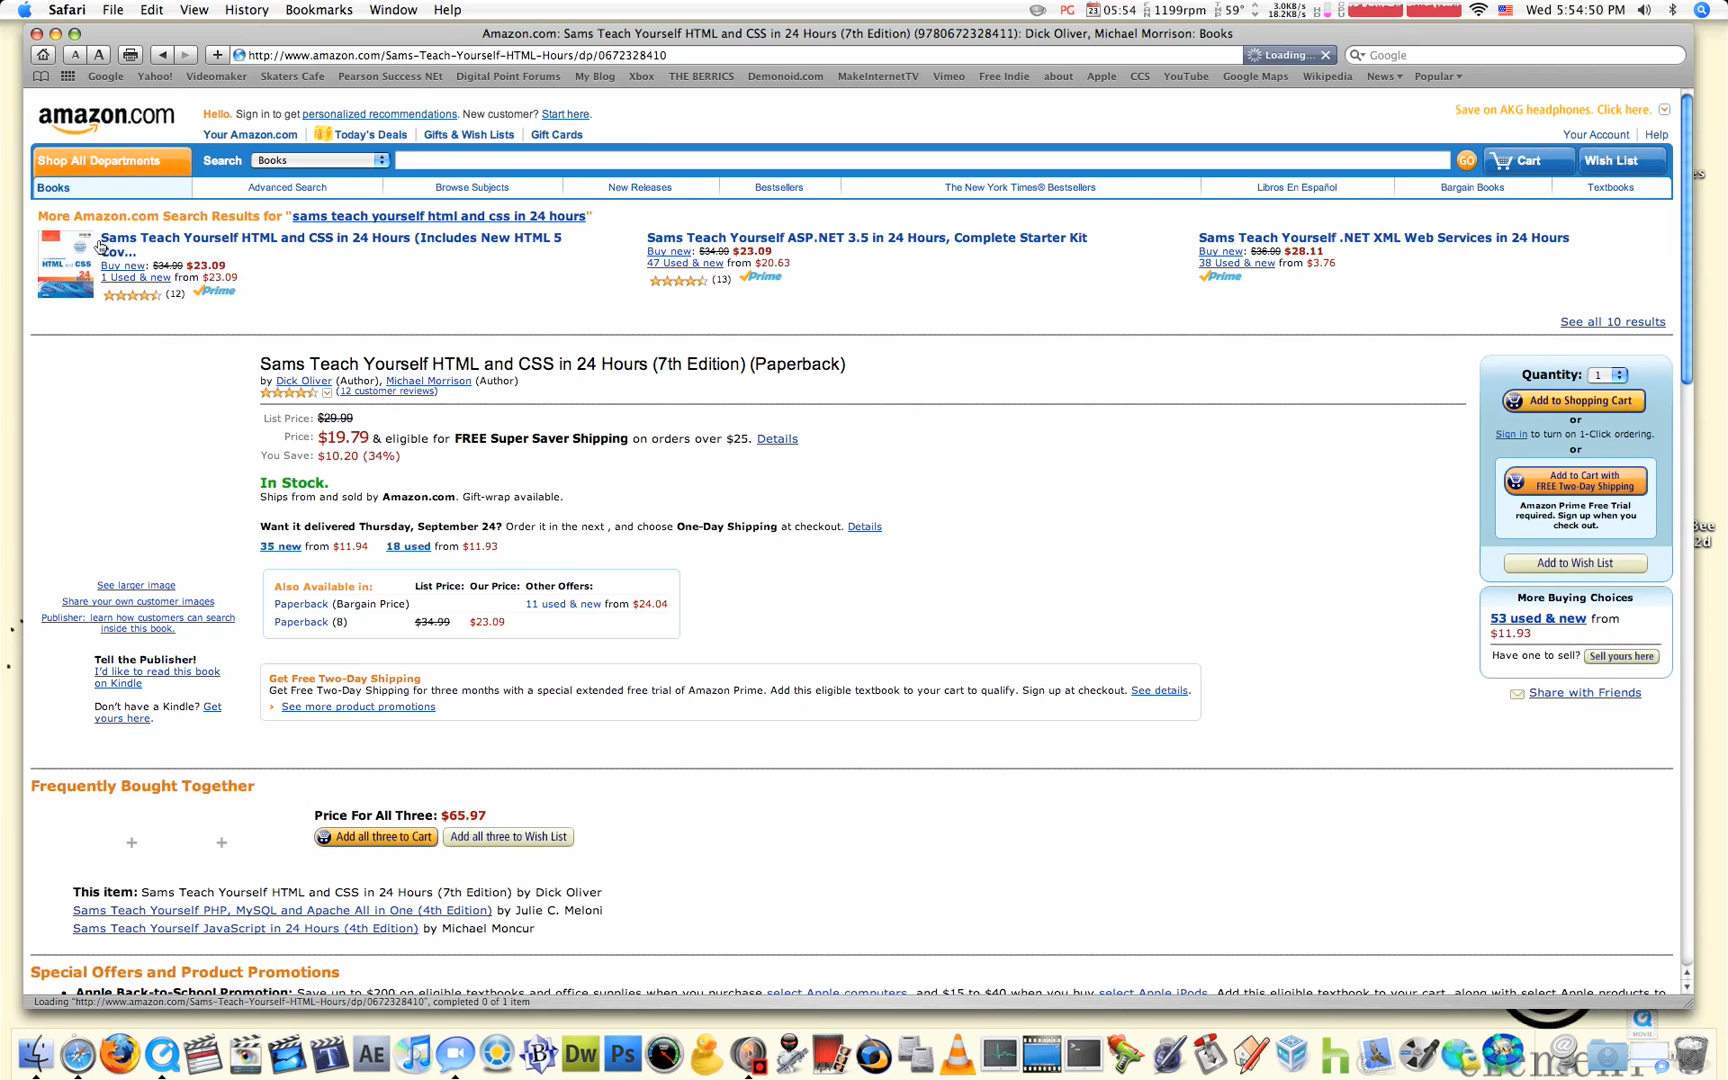 Safari File Edit View History Bookmarks Window Help PG 23 05:54 1199rpm 59° 3.0KB/s 18.2KB/s Wed 5:54:50 PM
Amazon.com: Sams Teach Yourself HTML and CSS in 24 Hours (7th Edition) (9780672328411): Dick Oliver, Michael Morrison: Books
A A http://www.amazon.com/Sams-Teach-Yourself-HTML-Hours/dp/0672328410 Loading... Google
Google Yahoo! Videomaker Skaters Cafe Pearson Success NEt Digital Point Forums My Blog Xbox THE BERRICS Demonoid.com MakeInternetTV Vimeo Free Indie about Apple CCS YouTube Google Maps Wikipedia News Popular
amazon.com
Hello. Sign in to get personalized recommendations. New customer? Start here.
Save on AKG headphones. Click here.
Your Amazon.com Today's Deals Gifts & Wish Lists Gift Cards Your Account Help
Shop All Departments Search Books GO Cart Wish List
Books Advanced Search Browse Subjects New Releases Bestsellers The New York Times® Bestsellers Libros En Español Bargain Books Textbooks
More Amazon.com Search Results for "sams teach yourself html and css in 24 hours"
HTML and CSS
24
Sams Teach Yourself HTML and CSS in 24 Hours (Includes New HTML 5
Cov...
Buy new: $34.99 $23.09
1 Used & new from $23.09
(12) Prime
Sams Teach Yourself ASP.NET 3.5 in 24 Hours, Complete Starter Kit
Buy new: $34.99 $23.09
47 Used & new from $20.63
(13) Prime
Sams Teach Yourself .NET XML Web Services in 24 Hours
Buy new: $36.99 $28.11
38 Used & new from $3.76
Prime
See all 10 results
Sams Teach Yourself HTML and CSS in 24 Hours (7th Edition) (Paperback)
by Dick Oliver (Author), Michael Morrison (Author)
(12 customer reviews)
List Price: $29.99
Price: $19.79 & eligible for FREE Super Saver Shipping on orders over $25. Details
You Save: $10.20 (34%)
In Stock.
Ships from and sold by Amazon.com. Gift-wrap available.
Want it delivered Thursday, September 24? Order it in the next , and choose One-Day Shipping at checkout. Details
35 new from $11.94 18 used from $11.93
Also Available in: List Price: Our Price: Other Offers:
Paperback (Bargain Price) 11 used & new from $24.04
Paperback (8) $34.99 $23.09
See larger image
Share your own customer images
Publisher: learn how customers can search
inside this book.
Tell the Publisher!
I'd like to read this book
on Kindle
Don't have a Kindle? Get
yours here.
Get Free Two-Day Shipping
Get Free Two-Day Shipping for three months with a special extended free trial of Amazon Prime. Add this eligible textbook to your cart to qualify. Sign up at checkout. See details.
› See more product promotions
Quantity: 1
Add to Shopping Cart
or
Sign in to turn on 1-Click ordering.
or
Add to Cart with
FREE Two-Day Shipping
Amazon Prime Free Trial
required. Sign up when you
check out.
Add to Wish List
More Buying Choices
53 used & new from
$11.93
Have one to sell? Sell yours here
Share with Friends
Frequently Bought Together
Price For All Three: $65.97
+ + Add all three to Cart Add all three to Wish List
This item: Sams Teach Yourself HTML and CSS in 24 Hours (7th Edition) by Dick Oliver
Sams Teach Yourself PHP, MySQL and Apache All in One (4th Edition) by Julie C. Meloni
Sams Teach Yourself JavaScript in 24 Hours (4th Edition) by Michael Moncur
Special Offers and Product Promotions
• Apple Back-to-School Promotion: Save up to $200 on eligible textbooks and office supplies when you purchase select Apple computers, and $15 to $40 when you buy select Apple iPods. Add this eligible textbook to your cart, along with select Apple products to
Loading "http://www.amazon.com/Sams-Teach-Yourself-HTML-Hours/dp/0672328410", completed 0 of 1 item
2d
MOVIE
T AE B Dw Ps h